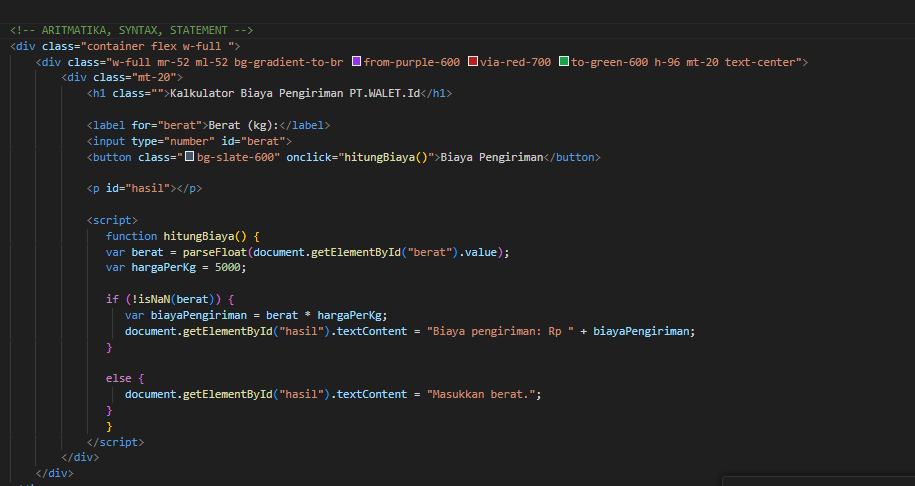 <!-- ARITMATIKA, SYNTAX, STATEMENT -->
<div class="container flex w-full ">
<div class="w-full mr-52 ml-52 bg-gradient-to-br from-purple-600 via-red-700 to-green-600 h-96 mt-20 text-center">
<div class="mt-20">
<h1 class="">Kalkulator Biaya Pengiriman PT.WALET.Id</h1>
<label for="berat">Berat (kg):</label>
<input type="number" id="berat">
<button class="bg-slate-600" onclick="hitungBiaya()">Biaya Pengiriman</button>
<p id="hasil"></p>
<script>
function hitungBiaya() {
var berat = parseFloat(document.getElementById("berat").value);
var hargaPerKg = 5000;
if (!isNaN(berat)) {
var biayaPengiriman = berat * hargaPerKg;
document.getElementById("hasil").textContent = "Biaya pengiriman: Rp " + biayaPengiriman;
}
else {
document.getElementById("hasil").textContent = "Masukkan berat.";
}
}
</script>
</div>
</div>